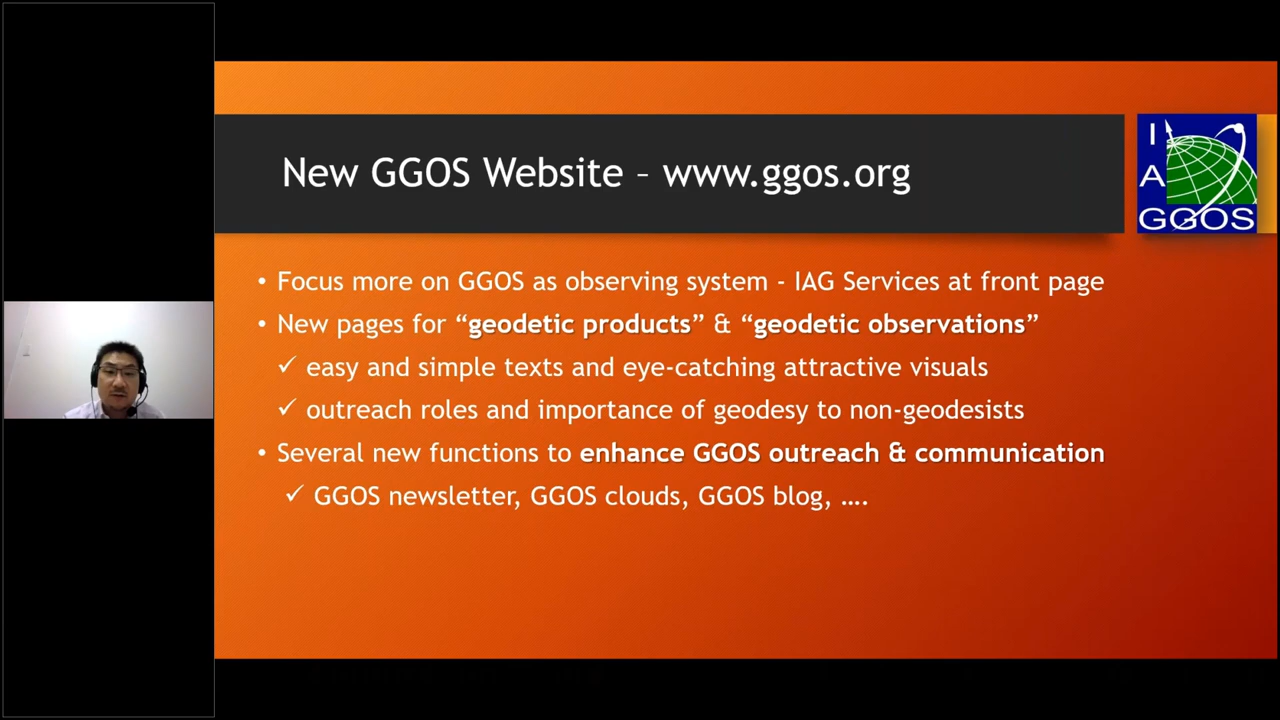 New GGOS Website – www.ggos.org
I
A
GGOS
• Focus more on GGOS as observing system - IAG Services at front page
• New pages for “geodetic products” & “geodetic observations”
✓ easy and simple texts and eye-catching attractive visuals
✓ outreach roles and importance of geodesy to non-geodesists
• Several new functions to enhance GGOS outreach & communication
✓ GGOS newsletter, GGOS clouds, GGOS blog, ....